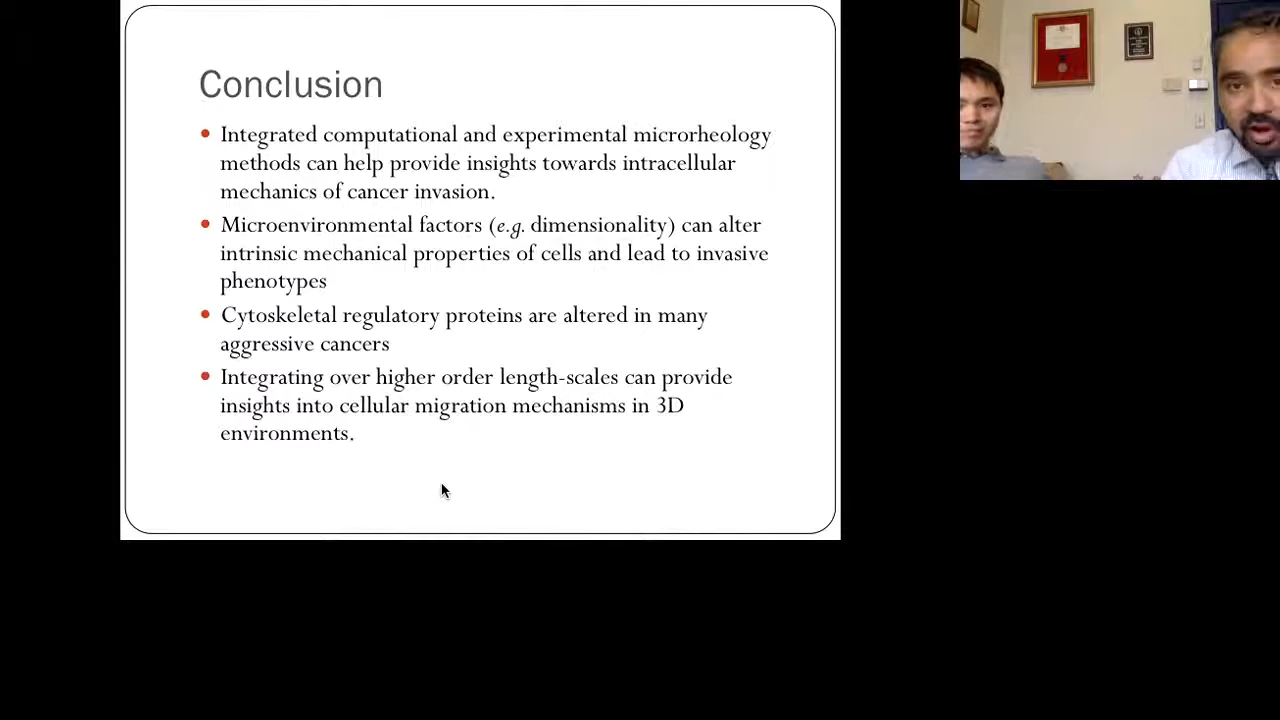 Conclusion
• Integrated computational and experimental microrheology
methods can help provide insights towards intracellular
mechanics of cancer invasion.
• Microenvironmental factors (e.g. dimensionality) can alter
intrinsic mechanical properties of cells and lead to invasive
phenotypes
• Cytoskeletal regulatory proteins are altered in many
aggressive cancers
• Integrating over higher order length-scales can provide
insights into cellular migration mechanisms in 3D
environments.